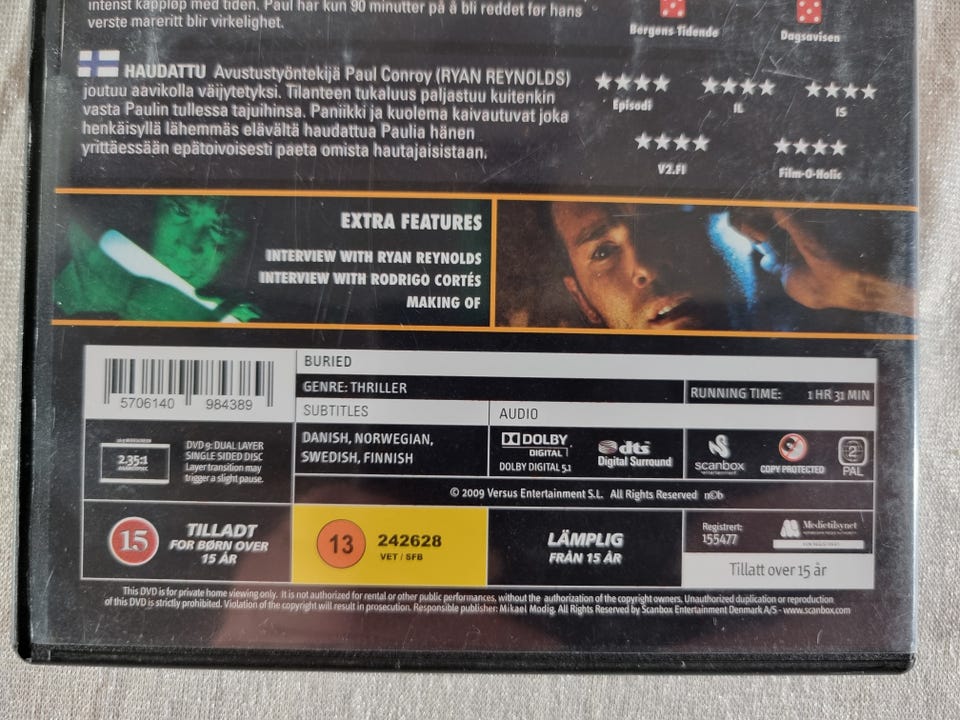 intenst kappløp med tiden. Paul har kun 90 minutter på å bli reddet før hans
verste mareritt blir virkelighet.
Bergens Tidende
Dagsavisen
HAUDATTU Avustustyöntekijä Paul Conroy (RYAN REYNOLDS)
joutuu aavikolla väijytetyksi. Tilanteen tukaluus paljastuu kuitenkin
vasta Paulin tullessa tajuihinsa. Paniikki ja kuolema kaivautuvat joka
henkäisyllä lähemmäs elävältä haudattua Paulia hänen
yrittäessään epätoivoisesti paeta omista hautajaisistaan.
Episodi
IL
IS
V2.FI
Film-O-Holic
EXTRA FEATURES
INTERVIEW WITH RYAN REYNOLDS
INTERVIEW WITH RODRIGO CORTÉS
MAKING OF
5706140 984389
BURIED
GENRE: THRILLER
RUNNING TIME: 1 HR 31 MIN
SUBTITLES
AUDIO
2.35:1
DVD 9: DUAL LAYER
SINGLE SIDED DISC
Layer transition may
trigger a slight pause.
DANISH, NORWEGIAN,
SWEDISH, FINNISH
DOLBY
DIGITAL
DOLBY DIGITAL 5.1
dts
Digital Surround
scanbox
entertainment
COPY PROTECTED
2
PAL
© 2009 Versus Entertainment S.L. All Rights Reserved n©b
15
TILLADT
FOR BØRN OVER
15 ÅR
13
242628
VET / SFB
LÄMPLIG
FRÅN 15 ÅR
Registrert:
155477
Medietilsynet
Tillatt over 15 år
This DVD is for private home viewing only. It is not authorized for rental or other public performances, without the authorization of the copyright owners. Unauthorized duplication or reproduction
of this DVD is strictly prohibited. Violation of the copyright will result in prosecution. Responsible publisher: Mikael Modig. All Rights Reserved by Scanbox Entertainment Denmark A/S - www.scanbox.com